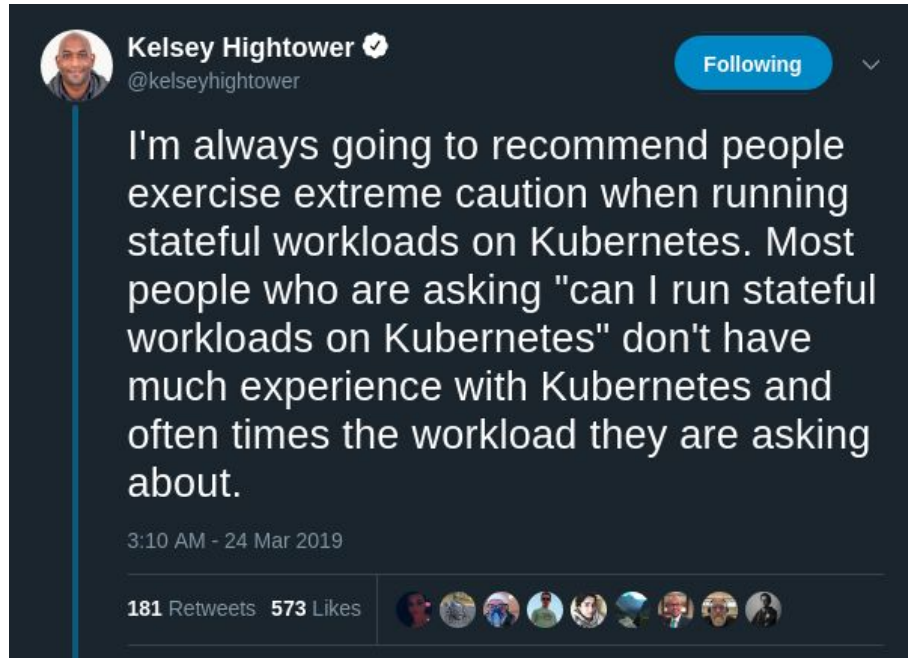 Kelsey Hightower
@kelseyhightower
Following
I'm always going to recommend people
exercise extreme caution when running
stateful workloads on Kubernetes. Most
people who are asking "can I run stateful
workloads on Kubernetes" don't have
much experience with Kubernetes and
often times the workload they are asking
about.
3:10 AM - 24 Mar 2019
181 Retweets 573 Likes